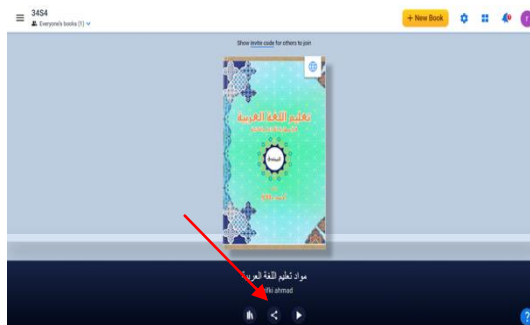 34S4
Everyone's books (1)
+ New Book
Show invite code for others to join
تعليم اللغة العربية
مواد تعليم اللغة العربية
fki ahmad